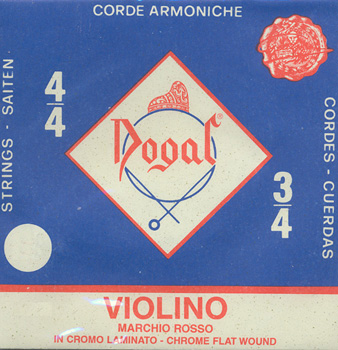 CORDE ARMONICHE
STRINGS - SAITEN
4/4
Dogal®
3/4
CORDES - CUERDAS
VIOLINO
MARCHIO ROSSO
IN CROMO LAMINATO - CHROME FLAT WOUND